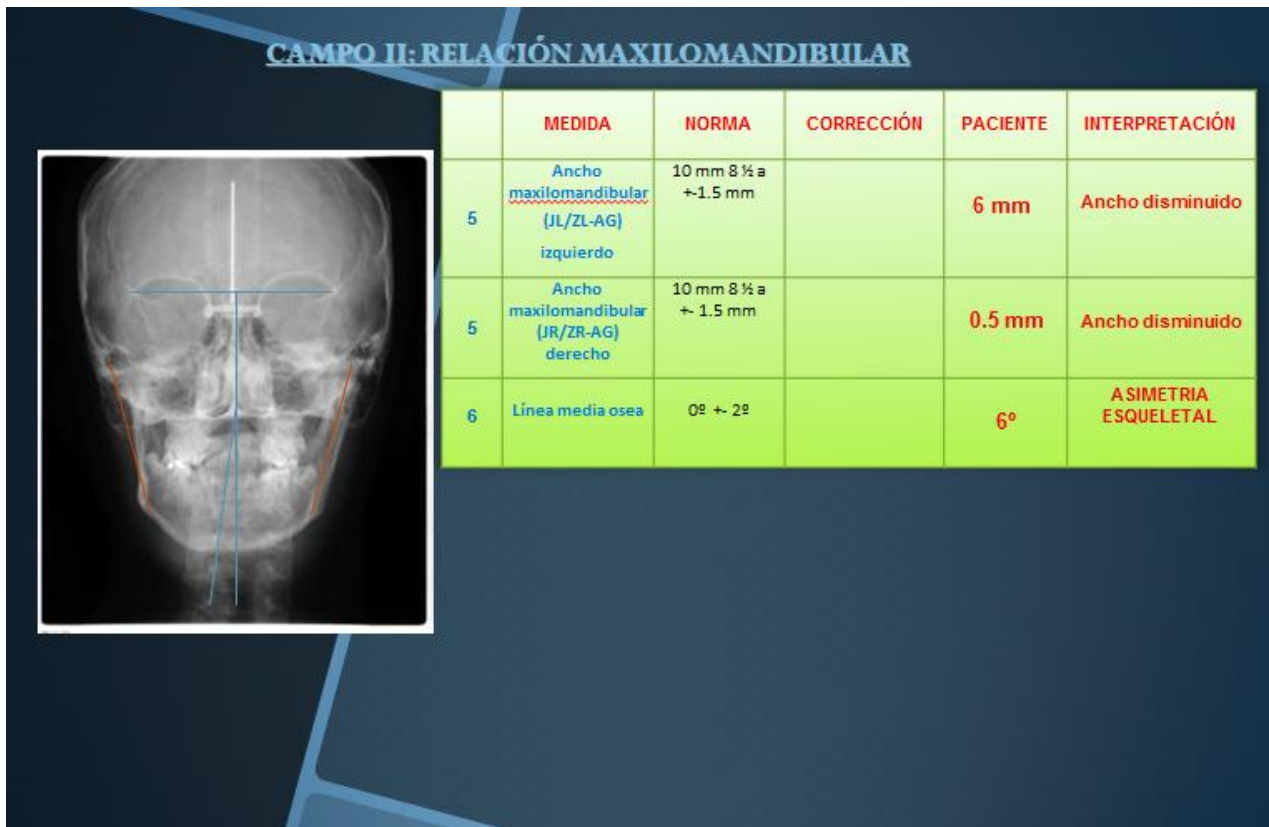 CAMPO II: RELACIÓN MAXILOMANDIBULAR
MEDIDA NORMA CORRECCIÓN PACIENTE INTERPRETACIÓN
5
Ancho
maxilomandibular
(JL/ZL-AG)
izquierdo
10 mm 8 ½ a
+-1.5 mm
6 mm
Ancho disminuido
5
Ancho
maxilomandibular
(JR/ZR-AG)
derecho
10 mm 8 ½ a
+- 1.5 mm
0.5 mm
Ancho disminuido
6
Línea media osea
0º +- 2º
6º
ASIMETRIA
ESQUELETAL